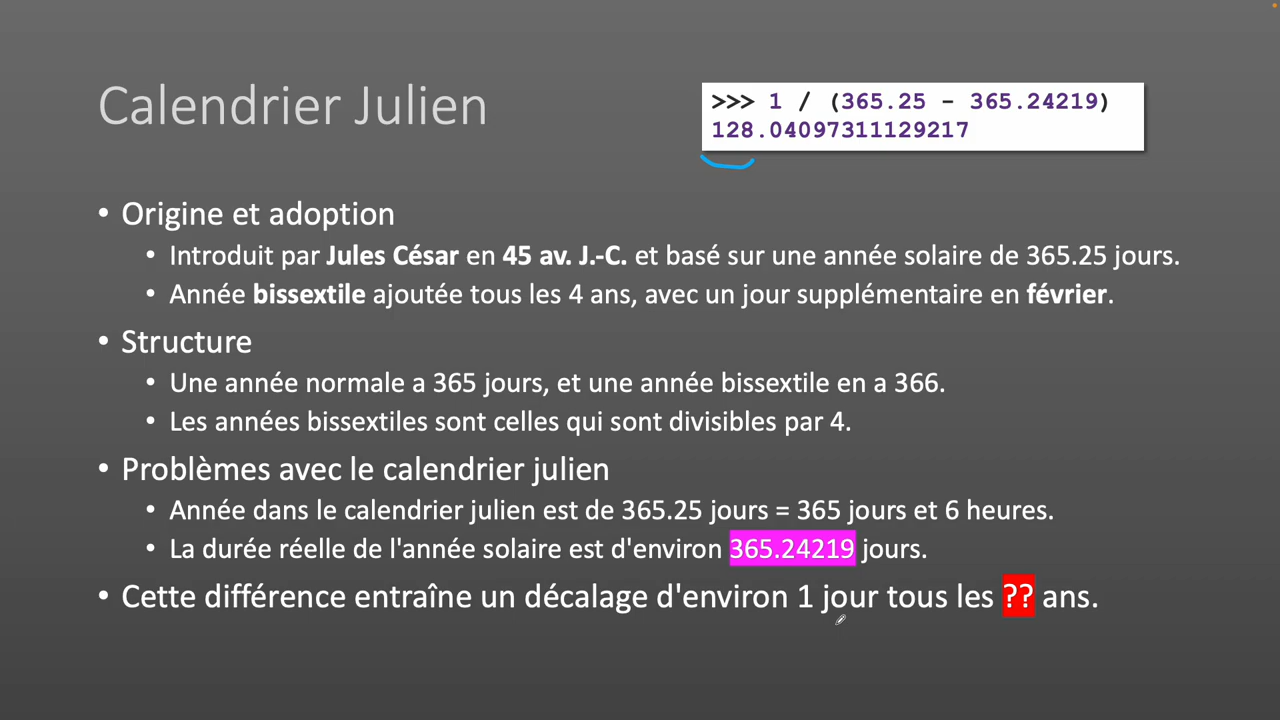 Calendrier Julien
>>> 1 / (365.25 - 365.24219)
128.04097311129217
• Origine et adoption
• Introduit par Jules César en 45 av. J.-C. et basé sur une année solaire de 365.25 jours.
• Année bissextile ajoutée tous les 4 ans, avec un jour supplémentaire en février.
• Structure
• Une année normale a 365 jours, et une année bissextile en a 366.
• Les années bissextiles sont celles qui sont divisibles par 4.
• Problèmes avec le calendrier julien
• Année dans le calendrier julien est de 365.25 jours = 365 jours et 6 heures.
• La durée réelle de l'année solaire est d'environ 365.24219 jours.
• Cette différence entraîne un décalage d'environ 1 jour tous les ?? ans.